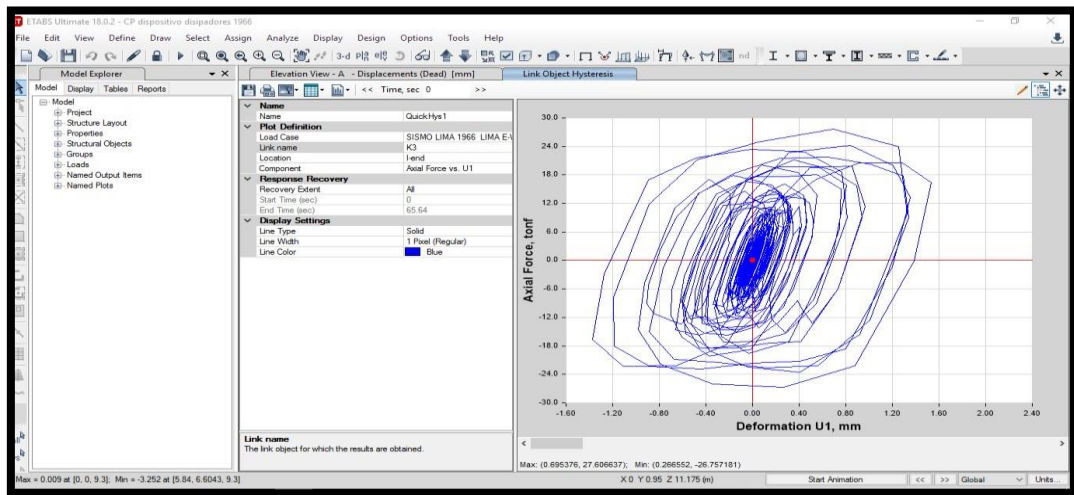 ETABS Ultimate 18.0.2 - CP dispositivo disipadores 1966
File Edit View Define Draw Select Assign Analyze Display Design Options Tools Help
3-d
nd
Model Explorer
Model Display Tables Reports
Model
Project
Structure Layout
Properties
Structural Objects
Groups
Loads
Named Output Items
Named Plots
Elevation View - A - Displacements (Dead) [mm]
Link Object Hysteresis
<< Time, sec 0 >>
Name
Name QuickHys1
Plot Definition
Load Case SISMO LIMA 1966 LIMA E-
Link name K3
Location I-end
Component Axial Force vs. U1
Response Recovery
Recovery Extent All
Start Time (sec) 0
End Time (sec) 65.64
Display Settings
Line Type Solid
Line Width 1 Pixel (Regular)
Line Color Blue
Link name
The link object for which the results are obtained.
Axial Force, tonf
30.0
24.0
18.0
12.0
6.0
0.0
-6.0
-12.0
-18.0
-24.0
-30.0
-1.60 -1.20 -0.80 -0.40 0.00 0.40 0.80 1.20 1.60 2.00 2.40
Deformation U1, mm
Max: (0.695376, 27.606637); Min: (0.266552, -26.757181)
Max = 0.009 at [0, 0, 9.3]; Min = -3.252 at [5.84, 6.6043, 9.3]
X 0 Y 0.95 Z 11.175 (m)
Start Animation << >> Global Units...